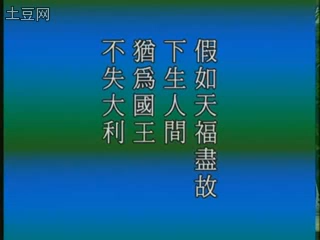 土豆网
假如天福盡故
下生人間
猶爲國王
不失大利